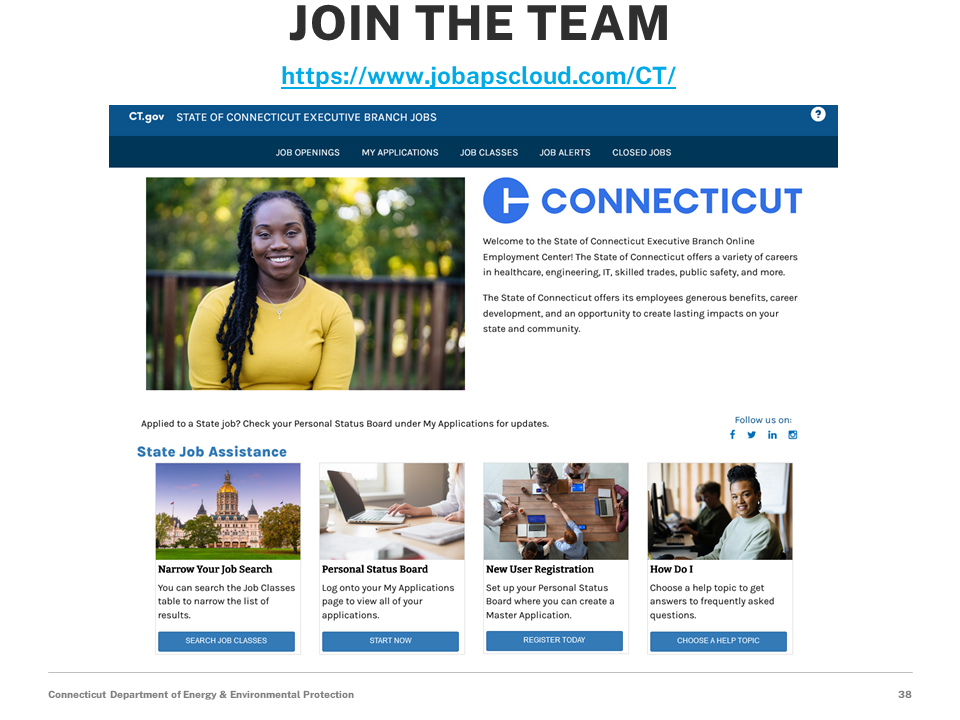 JOIN THE TEAM
https://www.jobapscloud.com/CT/
CT.gov STATE OF CONNECTICUT EXECUTIVE BRANCH JOBS ?
JOB OPENINGS MY APPLICATIONS JOB CLASSES JOB ALERTS CLOSED JOBS
CONNECTICUT
Welcome to the State of Connecticut Executive Branch Online
Employment Center! The State of Connecticut offers a variety of careers
in healthcare, engineering, IT, skilled trades, public safety, and more.
The State of Connecticut offers its employees generous benefits, career
development, and an opportunity to create lasting impacts on your
state and community.
Applied to a State job? Check your Personal Status Board under My Applications for updates.
Follow us on:
State Job Assistance
Narrow Your Job Search
You can search the Job Classes
table to narrow the list of
results.
SEARCH JOB CLASSES
Personal Status Board
Log onto your My Applications
page to view all of your
applications.
START NOW
New User Registration
Set up your Personal Status
Board where you can create a
Master Application.
REGISTER TODAY
How Do I
Choose a help topic to get
answers to frequently asked
questions.
CHOOSE A HELP TOPIC
Connecticut Department of Energy & Environmental Protection
38